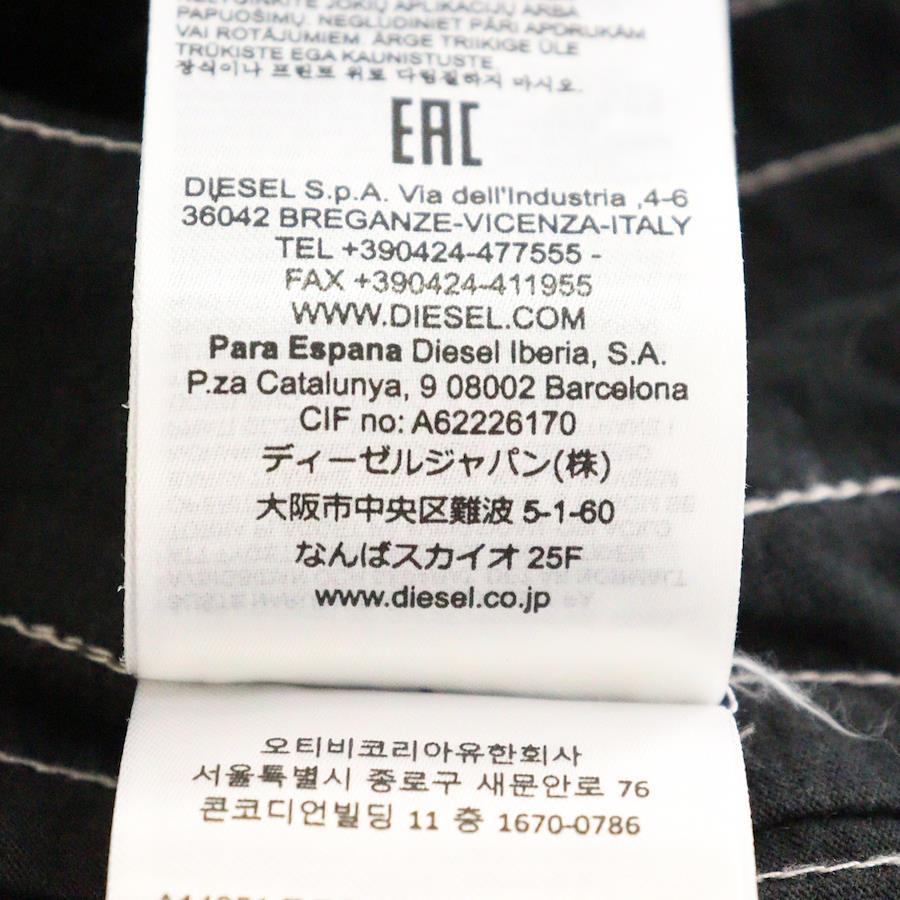 JOKIŲ APLIKACIJŲ ARBA
PAPUOŠIMŲ. NEGLUDINIET PĀRI APDRUKĀM
VAI ROTĀJUMIEM. ÄRGE TRIIKIGE ÜLE
TRÜKISTE EGA KAUNISTUSTE.
장식이나 프린트 위로 다림질하지 마시오.
EAC
DIESEL S.p.A. Via dell'Industria ,4-6
36042 BREGANZE-VICENZA-ITALY
TEL +390424-477555 -
FAX +390424-411955
WWW.DIESEL.COM
Para Espana Diesel Iberia, S.A.
P.za Catalunya, 9 08002 Barcelona
CIF no: A62226170
ディーゼルジャパン(株)
大阪市中央区難波 5-1-60
なんばスカイオ 25F
www.diesel.co.jp
오티비코리아유한회사
서울특별시 종로구 새문안로 76
콘코디언빌딩 11 층 1670-0786